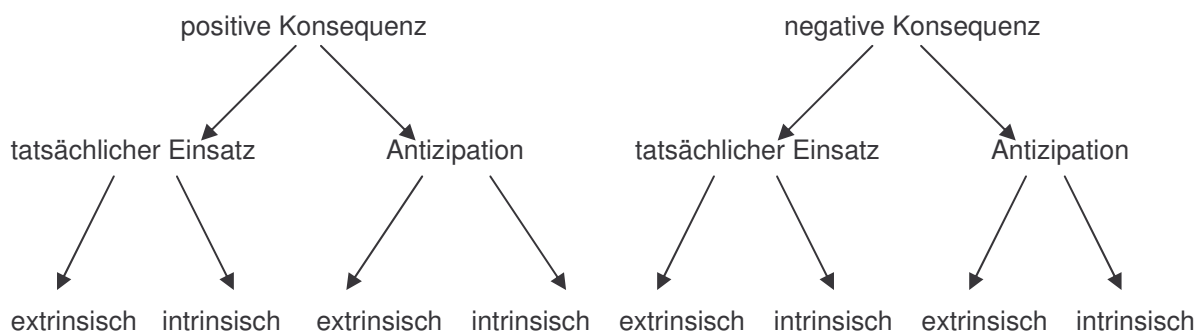 positive Konsequenz negative Konsequenz
tatsächlicher Einsatz Antizipation tatsächlicher Einsatz Antizipation
extrinsisch intrinsisch extrinsisch intrinsisch extrinsisch intrinsisch extrinsisch intrinsisch